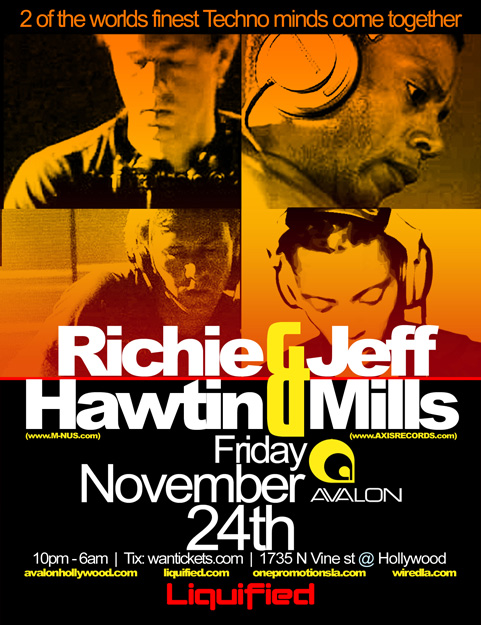 2 of the worlds finest Techno minds come together
Richie & Jeff
Hawtin & Mills
(www.M-NUS.com) (www.AXISRECORDS.com)
Friday
November
24th
AVALON
10pm - 6am | Tix: wantickets.com | 1735 N Vine st @ Hollywood
avalonhollywood.com liquified.com onepromotionsla.com wiredla.com
Liquified